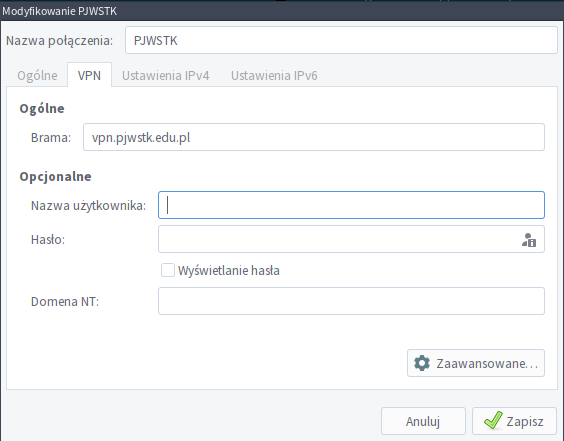 Modyfikowanie PJWSTK
Nazwa połączenia: PJWSTK
Ogólne VPN Ustawienia IPv4 Ustawienia IPv6
Ogólne
Brama: vpn.pjwstk.edu.pl
Opcjonalne
Nazwa użytkownika:
Hasło:
Wyświetlanie hasła
Domena NT:
Zaawansowane...
Anuluj Zapisz